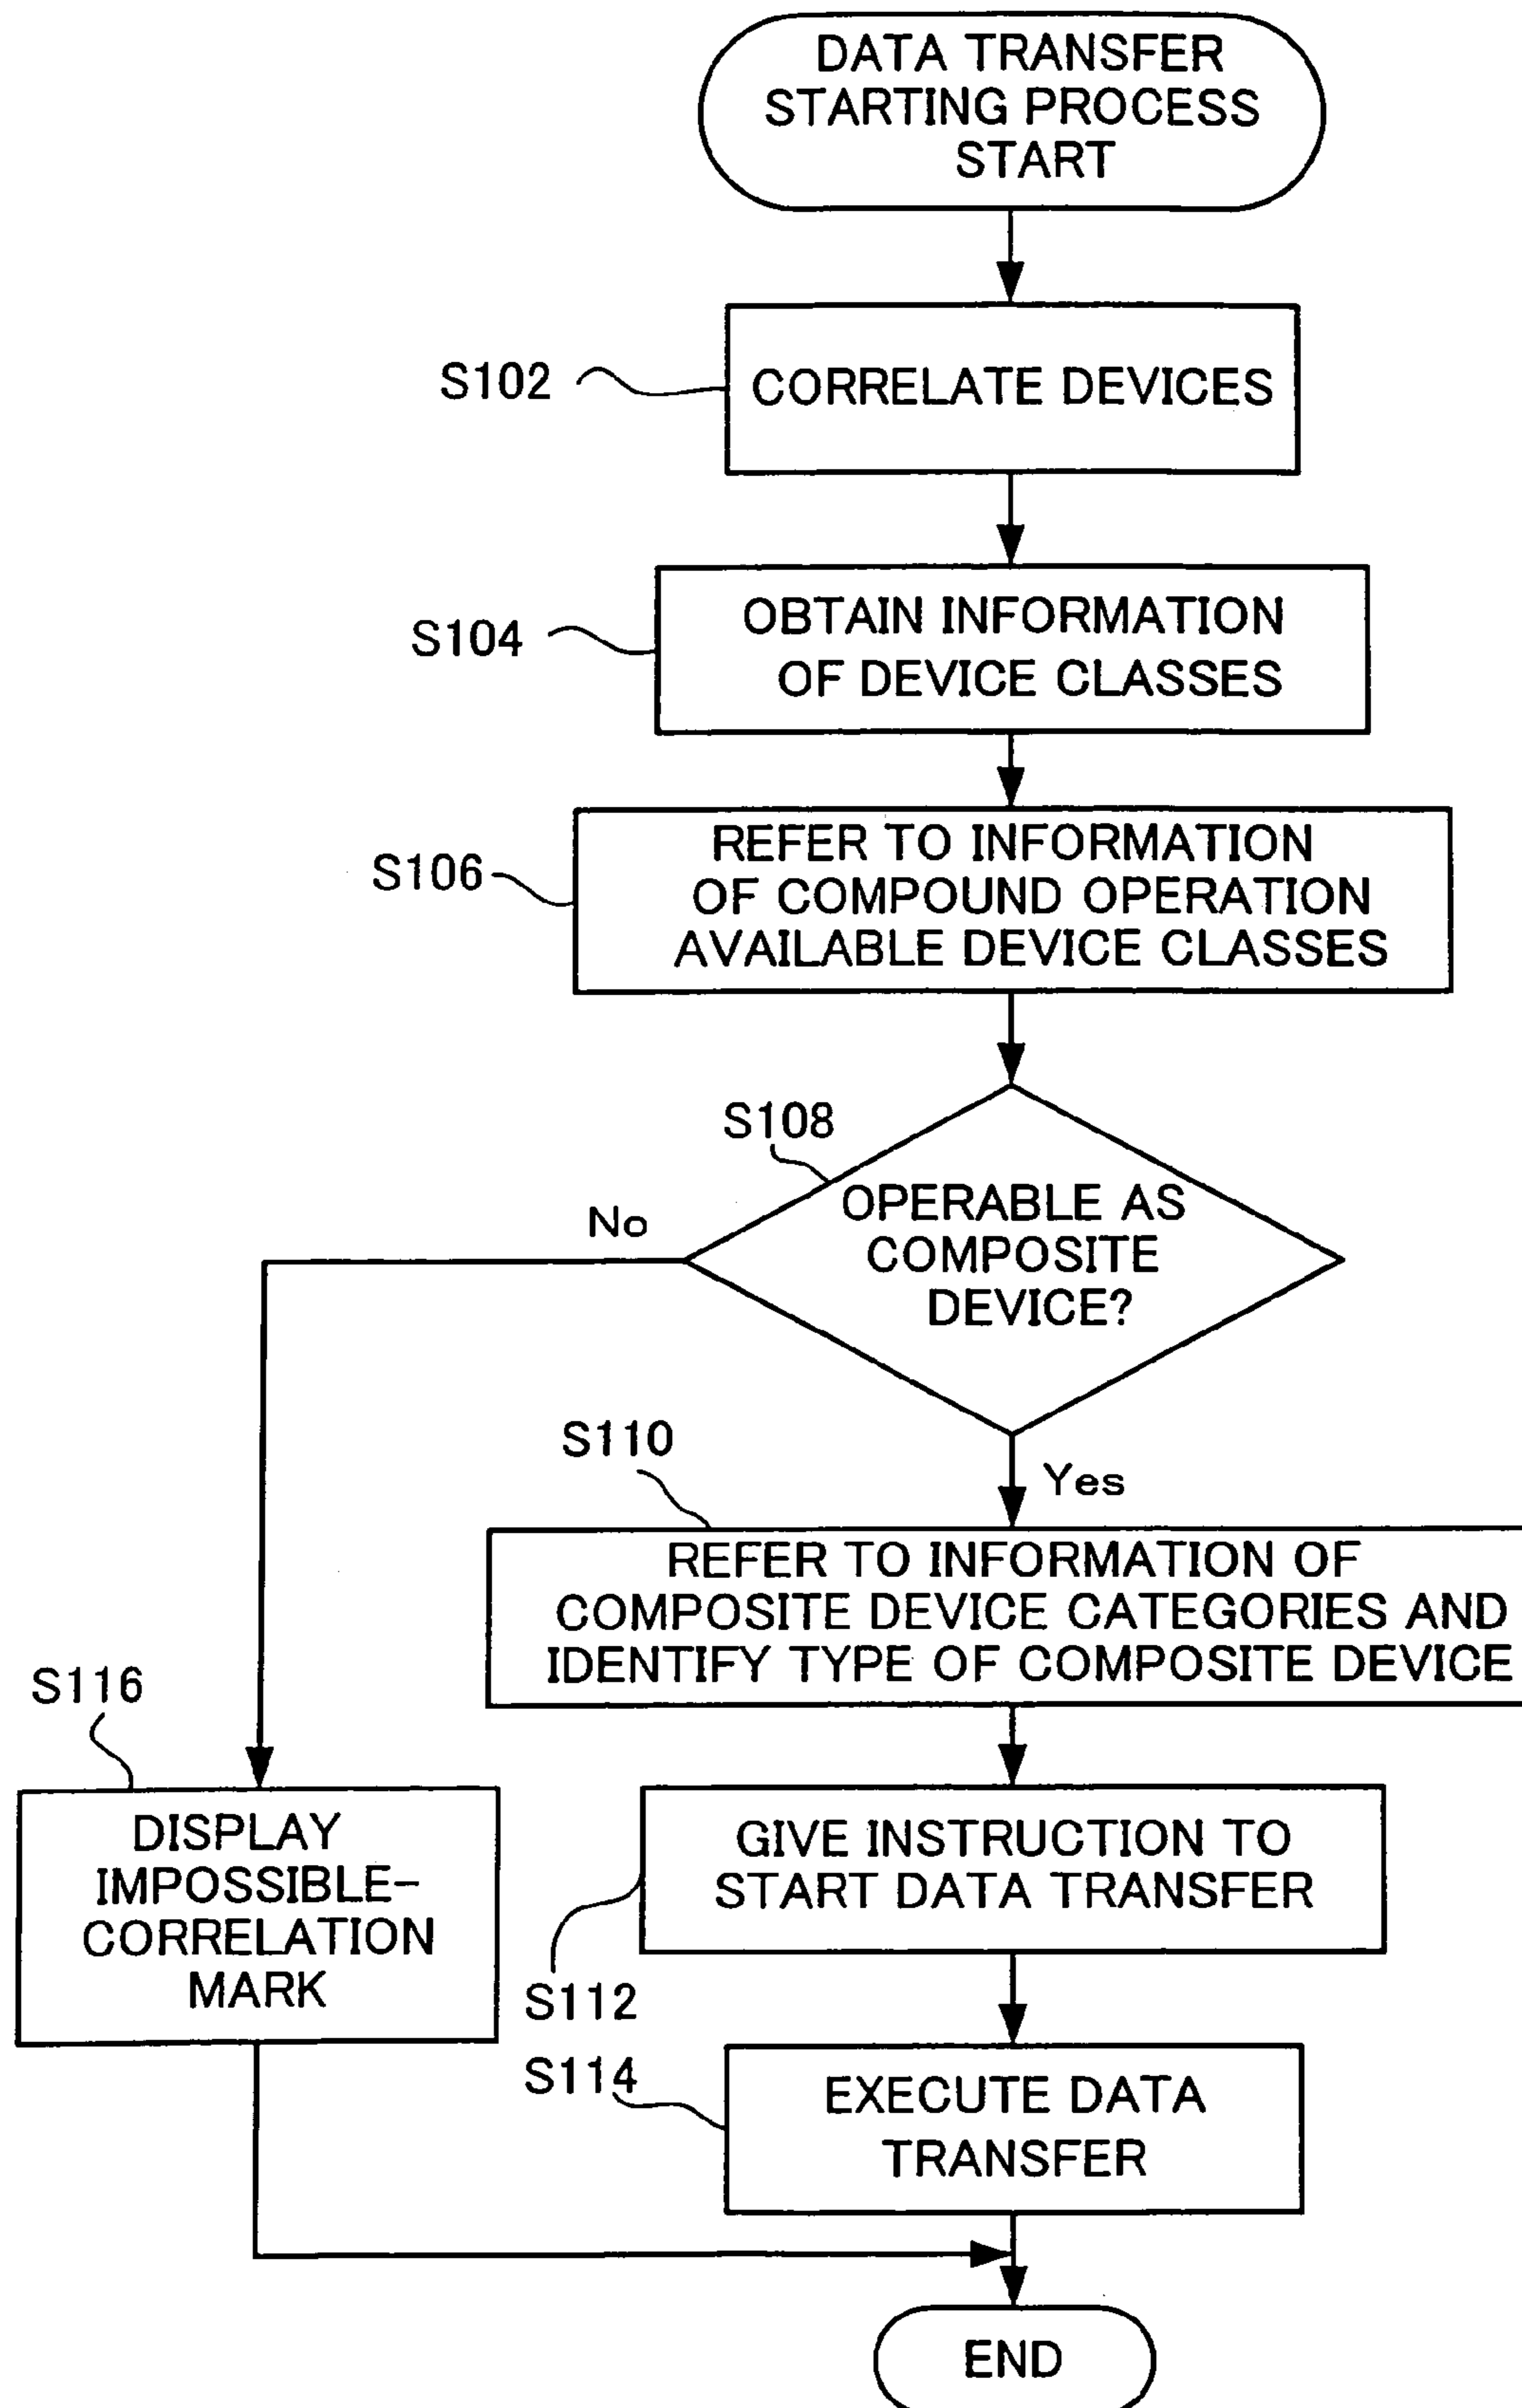 DATA TRANSFER
STARTING PROCESS
START
S102
CORRELATE DEVICES
S104
OBTAIN INFORMATION
OF DEVICE CLASSES
S106
REFER TO INFORMATION
OF COMPOUND OPERATION
AVAILABLE DEVICE CLASSES
S108
OPERABLE AS
COMPOSITE
DEVICE?
No
Yes
S110
REFER TO INFORMATION OF
COMPOSITE DEVICE CATEGORIES AND
IDENTIFY TYPE OF COMPOSITE DEVICE
S116
DISPLAY
IMPOSSIBLE-
CORRELATION
MARK
GIVE INSTRUCTION TO
START DATA TRANSFER
S112
S114
EXECUTE DATA
TRANSFER
END